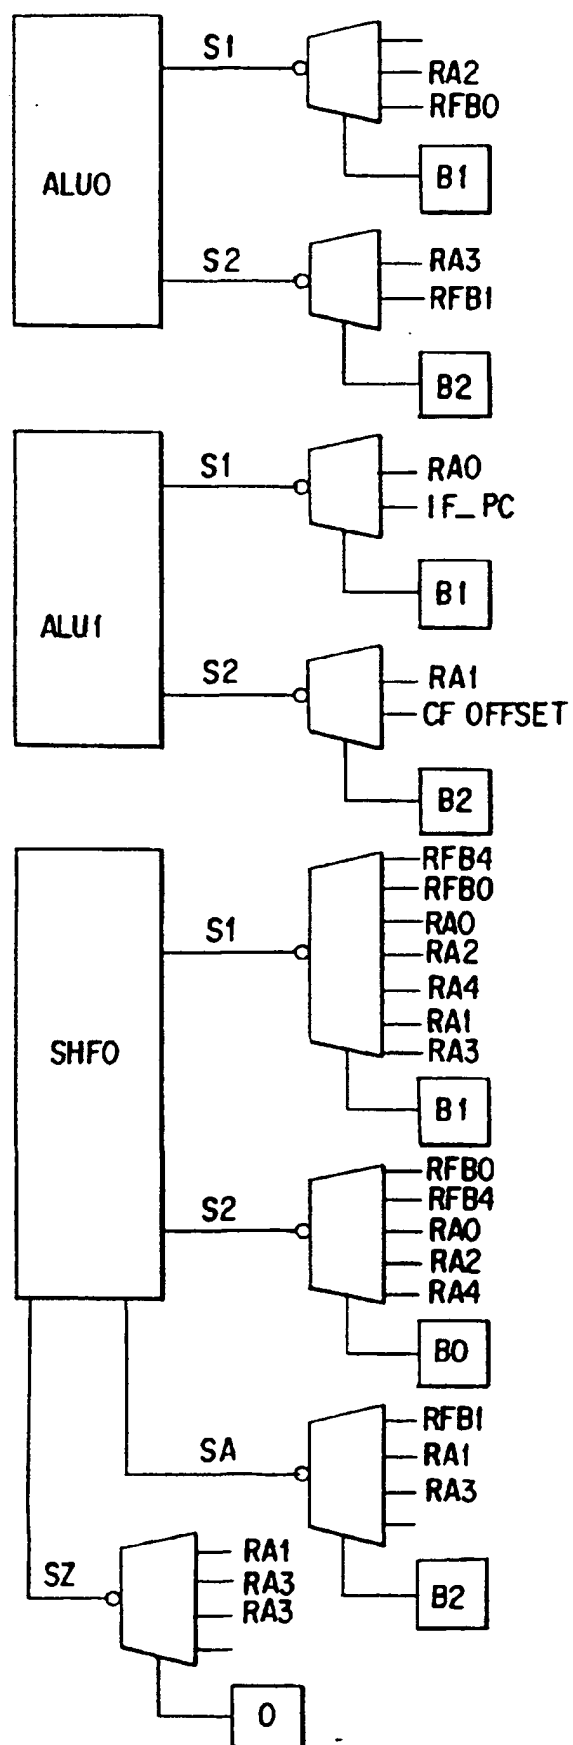 S1
RA2
RFB0
ALU0
B1
S2
RA3
RFB1
B2
S1
RA0
IF_PC
ALU1
B1
S2
RA1
CF OFFSET
B2
RFB4
RFB0
S1
RA0
RA2
RA4
RA1
RA3
SHF0
B1
RFB0
RFB4
S2
RA0
RA2
RA4
B0
RFB1
SA
RA1
RA3
B2
SZ
RA1
RA3
RA3
0